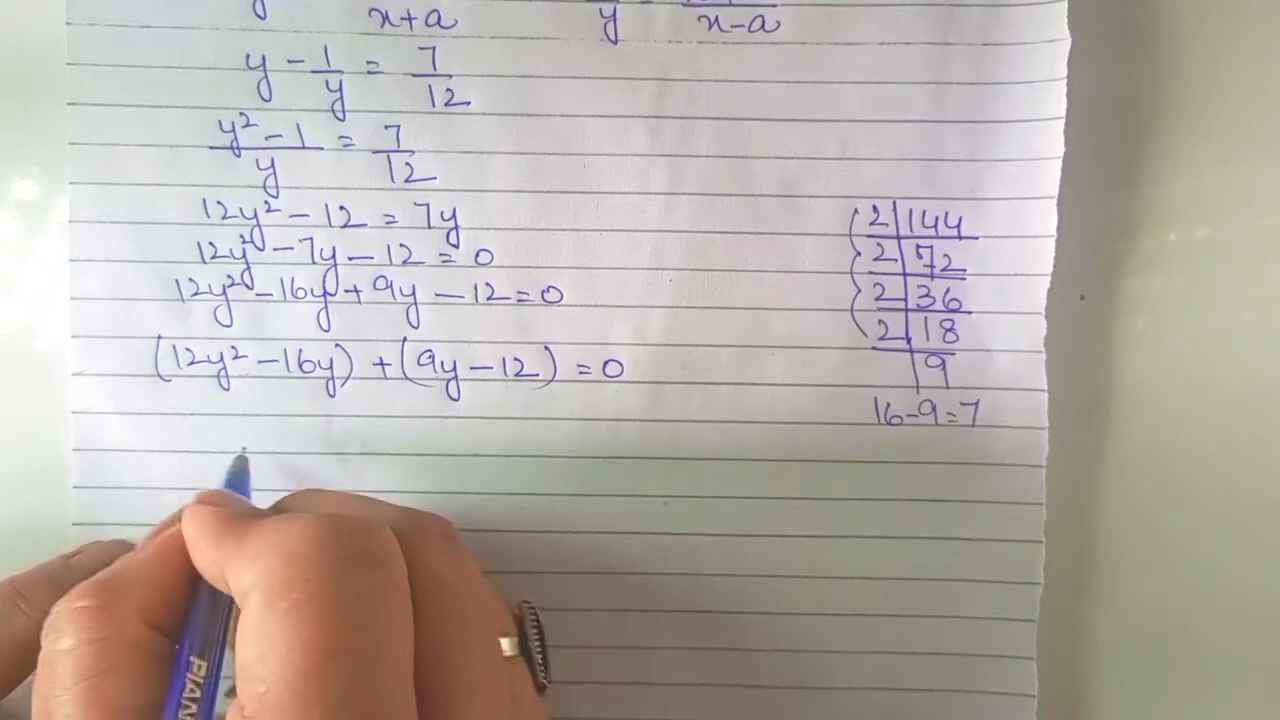 y x+a y = x-a
y - 1/y = 7/12
y² - 1/y = 7/12
12y² - 12 = 7y
12y² - 7y - 12 = 0
12y² - 16y + 9y - 12 = 0
(12y² - 16y) + (9y - 12) = 0
2 | 144
2 | 72
2 | 36
2 | 18
| 9
16 - 9 = 7
PIAN